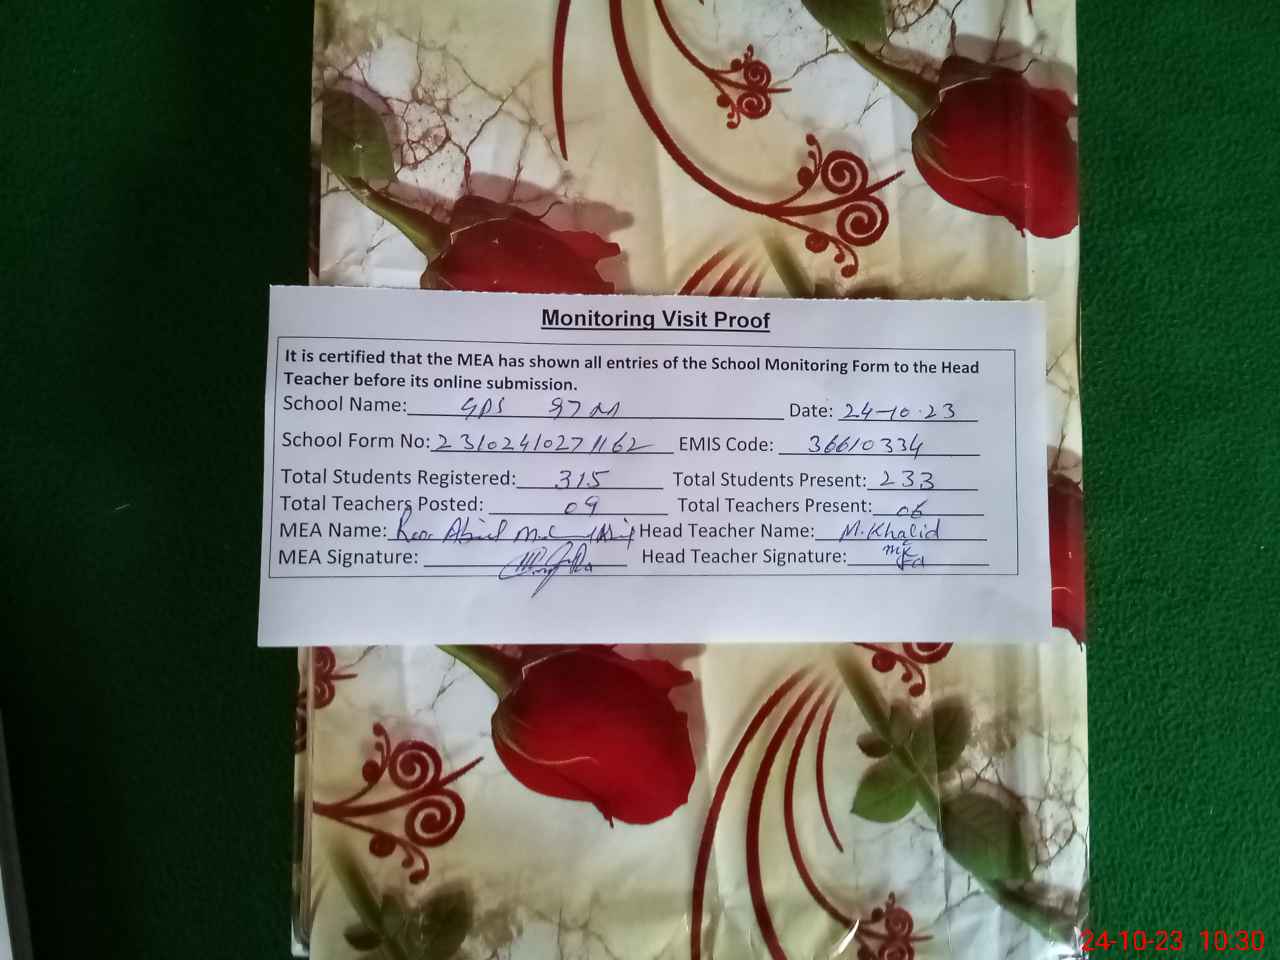 Monitoring Visit Proof
It is certified that the MEA has shown all entries of the School Monitoring Form to the Head
Teacher before its online submission.
School Name: GPS 97 M Date: 24-10-23
School Form No: 23102410271162 EMIS Code: 36610334
Total Students Registered: 315 Total Students Present: 233
Total Teachers Posted: 09 Total Teachers Present: 06
MEA Name: Head Teacher Name: M. Khalid
MEA Signature: Head Teacher Signature:
24-10-23 10:30